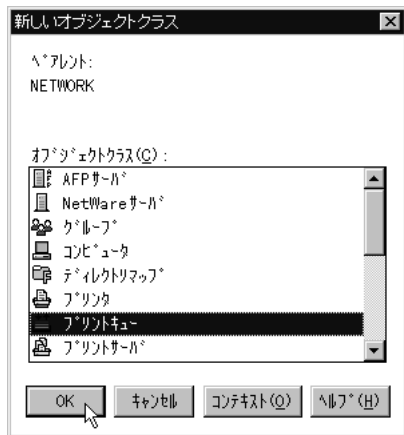 新しいオブジェクトクラス
ﾍﾟｱﾚﾝﾄ:
NETWORK
ｵﾌﾞｼﾞｪｸﾄｸﾗｽ(C):
AFPｻｰﾊﾞ
NetWareｻｰﾊﾞ
ｸﾞﾙｰﾌﾟ
ｺﾝﾋﾟｭｰﾀ
ﾃﾞｨﾚｸﾄﾘﾏｯﾌﾟ
ﾌﾟﾘﾝﾀ
ﾌﾟﾘﾝﾄｷｭｰ
ﾌﾟﾘﾝﾄｻｰﾊﾞ
OK ｷｬﾝｾﾙ ｺﾝﾃｷｽﾄ(O) ﾍﾙﾌﾟ(H)